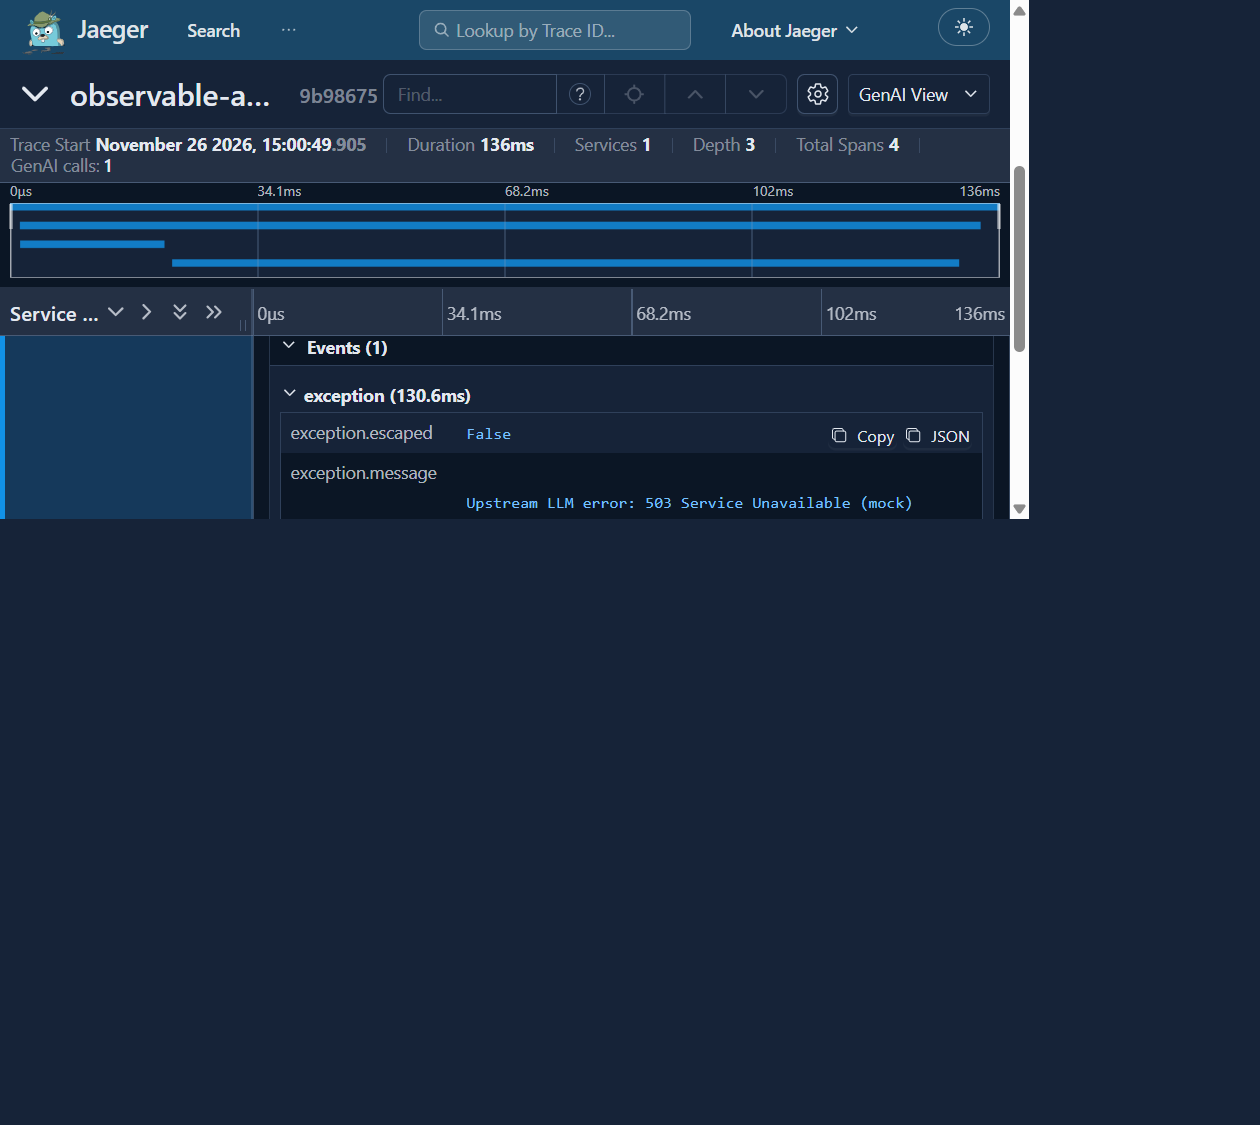 Jaeger Search ··· Lookup by Trace ID... About Jaeger
observable-a... 9b98675 Find... ? GenAI View
Trace Start November 26 2026, 15:00:49.905 Duration 136ms Services 1 Depth 3 Total Spans 4
GenAI calls: 1
0μs 34.1ms 68.2ms 102ms 136ms
Service ... 0μs 34.1ms 68.2ms 102ms 136ms
Events (1)
exception (130.6ms)
exception.escaped False Copy JSON
exception.message
Upstream LLM error: 503 Service Unavailable (mock)